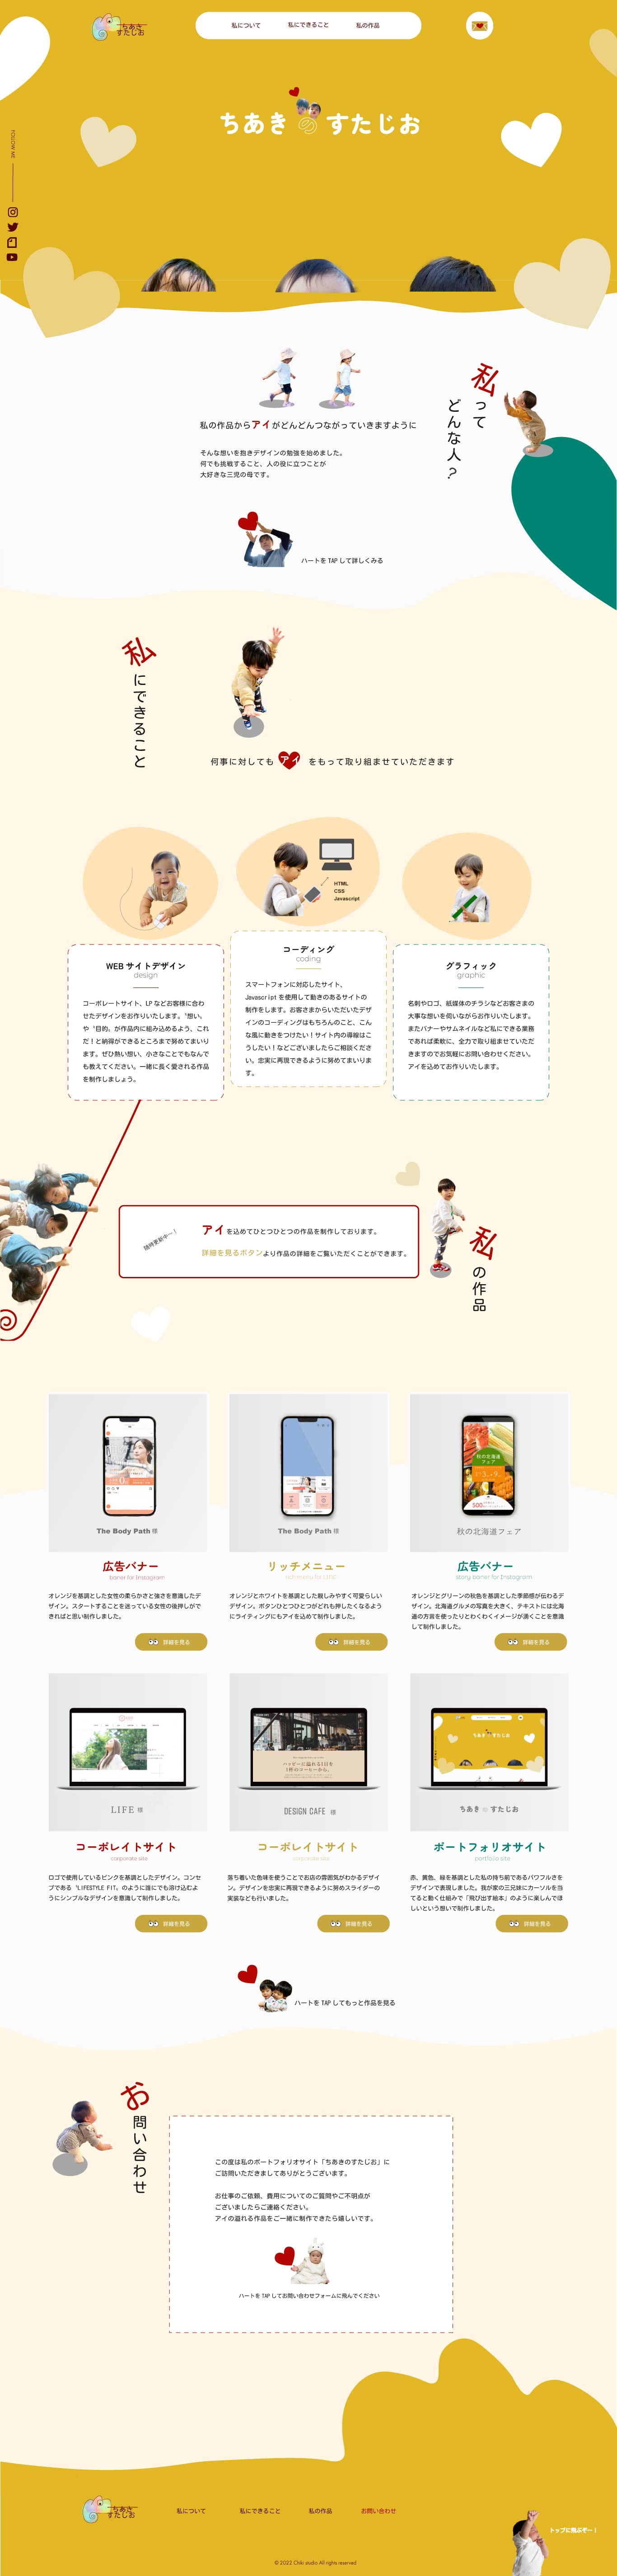 ちあき
すたじお
私について
私にできること
私の作品
ちあきのすたじお
FOLLOW ME
私って
どんな人?
私の作品からアイがどんどんつながっていきますように
そんな想いを抱きデザインの勉強を始めました。
何でも挑戦すること、人の役に立つことが
大好きな三児の母です。
ハートをTAPして詳しくみる
私にできること
何事に対してもアイをもって取り組ませていただきます
WEBサイトデザイン
design
コーポレートサイト、LPなどお客様に合わ
せたデザインをお作りいたします。〝想い〟
や〝目的〟が作品内に組み込めるよう、これ
だ!と納得ができるところまで努めてまいり
ます。ぜひ熱い想い、小さなことでもなんで
も教えてください。一緒に長く愛される作品
を制作しましょう。
HTML
CSS
Javascript
コーディング
coding
スマートフォンに対応したサイト、
Javascriptを使用して動きのあるサイトの
制作をします。お客さまからいただいたデザ
インのコーディングはもちろんのこと、こん
な風に動きをつけたい!サイト内の導線はこ
うしたい!などございましたらご相談くださ
い。忠実に再現できるように努めてまいりま
す。
グラフィック
graphic
名刺やロゴ、紙媒体のチラシなどお客さまの
大事な想いを伺いながらお作りいたします。
またバナーやサムネイルなど私にできる業務
であれば柔軟に、全力で取り組ませていただ
きますのでお気軽にお問い合わせください。
アイを込めてお作りいたします。
私の作品
随時更新中〜!
アイを込めてひとつひとつの作品を制作しております。
詳細を見るボタンより作品の詳細をご覧いただくことができます。
The Body Path 様
広告バナー
banner for Instagram
オレンジを基調とした女性の柔らかさと強さを意識したデ
ザイン。スタートすることを迷っている女性の後押しがで
きればと思い制作しました。
詳細を見る
The Body Path 様
リッチメニュー
rich menu for LINE
オレンジとホワイトを基調とした親しみやすく可愛らしい
デザイン。ボタンひとつひとつがどれも押したくなるよう
にライティングにもアイを込めて制作しました。
詳細を見る
秋の北海道
フェア
秋の北海道フェア
広告バナー
story banner for Instagram
オレンジとグリーンの秋色を基調とした季節感が伝わるデ
ザイン。北海道グルメの写真を大きく、テキストには北海
道の方言を使ったりとわくわくイメージが湧くことを意識
して制作しました。
詳細を見る
LIFE 様
コーポレイトサイト
corporate site
ロゴで使用しているピンクを基調としたデザイン。コンセ
プである〝LIFESTYLE FIT〟のように誰にでも溶け込むよ
うにシンプルなデザインを意識して制作しました。
詳細を見る
ハッピーに溢れる1日を
1杯のコーヒーから。
DESIGN CAFE 様
コーポレイトサイト
corporate site
落ち着いた色味を使うことでお店の雰囲気がわかるデザイ
ン。デザインを忠実に再現できるように努めスライダーの
実装なども行いました。
詳細を見る
ちあきのすたじお
ちあきのすたじお
ポートフォリオサイト
portfolio site
赤、黄色、緑を基調とした私の持ち前であるパワフルさを
デザインで表現しました。我が家の三兄妹にカーソルを当
てると動く仕組みで「飛び出す絵本」のように楽しんでほ
しいという想いで制作しました。
詳細を見る
ハートをTAPしてもっと作品を見る
お問い合わせ
この度は私のポートフォリオサイト「ちあきのすたじお」に
ご訪問いただきましてありがとうございます。
お仕事のご依頼、費用についてのご質問やご不明点が
ございましたらご連絡ください。
アイの溢れる作品をご一緒に制作できたら嬉しいです。
ハートをTAPしてお問い合わせフォームに飛んでください
ちあき
すたじお
私について
私にできること
私の作品
お問い合わせ
トップに飛ぶぞー!
© 2022 Chiki studio All rights reserved